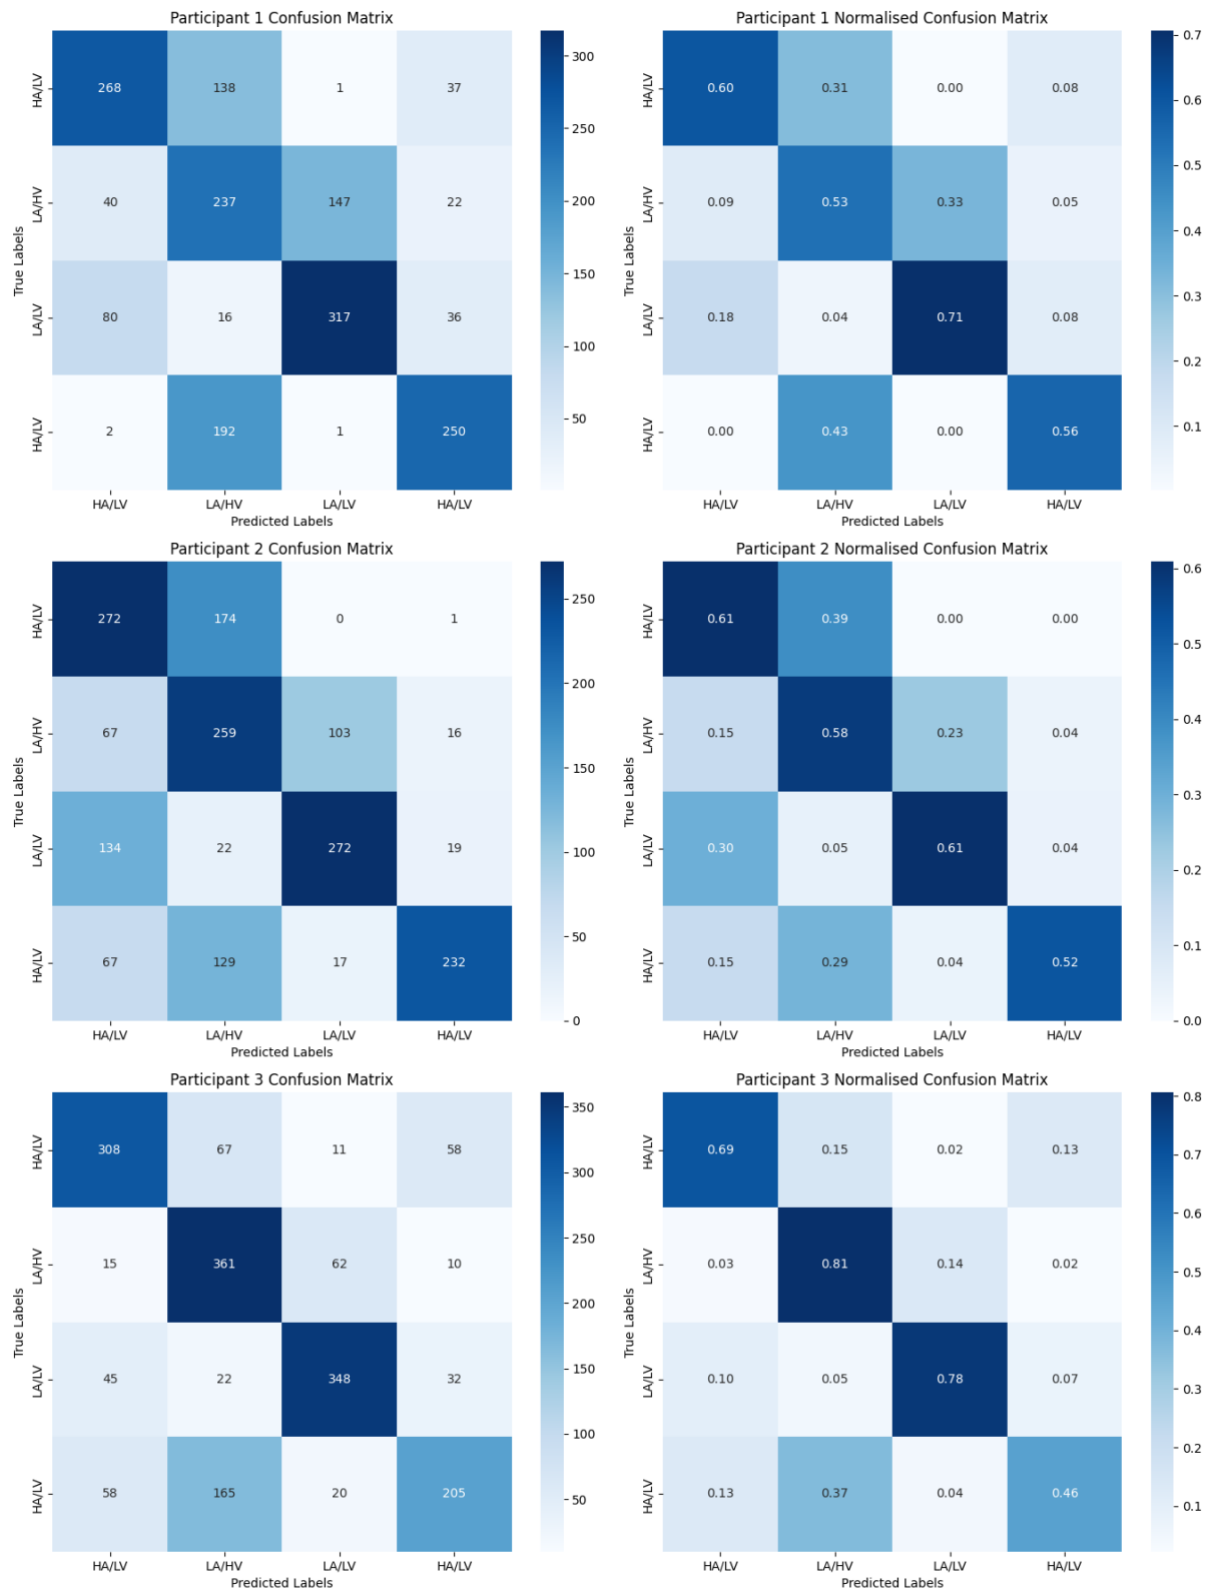 Participant 1 Confusion Matrix
HA/LV 268 138 1 37
LA/HV 40 237 147 22
LA/LV 80 16 317 36
HA/LV 2 192 1 250
True Labels
HA/LV LA/HV LA/LV HA/LV
Predicted Labels
300
250
200
150
100
50
Participant 1 Normalised Confusion Matrix
HA/LV 0.60 0.31 0.00 0.08
LA/HV 0.09 0.53 0.33 0.05
LA/LV 0.18 0.04 0.71 0.08
HA/LV 0.00 0.43 0.00 0.56
True Labels
HA/LV LA/HV LA/LV HA/LV
Predicted Labels
0.7
0.6
0.5
0.4
0.3
0.2
0.1
Participant 2 Confusion Matrix
HA/LV 272 174 0 1
LA/HV 67 259 103 16
LA/LV 134 22 272 19
HA/LV 67 129 17 232
True Labels
HA/LV LA/HV LA/LV HA/LV
Predicted Labels
250
200
150
100
50
0
Participant 2 Normalised Confusion Matrix
HA/LV 0.61 0.39 0.00 0.00
LA/HV 0.15 0.58 0.23 0.04
LA/LV 0.30 0.05 0.61 0.04
HA/LV 0.15 0.29 0.04 0.52
True Labels
HA/LV LA/HV LA/LV HA/LV
Predicted Labels
0.6
0.5
0.4
0.3
0.2
0.1
0.0
Participant 3 Confusion Matrix
HA/LV 308 67 11 58
LA/HV 15 361 62 10
LA/LV 45 22 348 32
HA/LV 58 165 20 205
True Labels
HA/LV LA/HV LA/LV HA/LV
Predicted Labels
350
300
250
200
150
100
50
Participant 3 Normalised Confusion Matrix
HA/LV 0.69 0.15 0.02 0.13
LA/HV 0.03 0.81 0.14 0.02
LA/LV 0.10 0.05 0.78 0.07
HA/LV 0.13 0.37 0.04 0.46
True Labels
HA/LV LA/HV LA/LV HA/LV
Predicted Labels
0.8
0.7
0.6
0.5
0.4
0.3
0.2
0.1